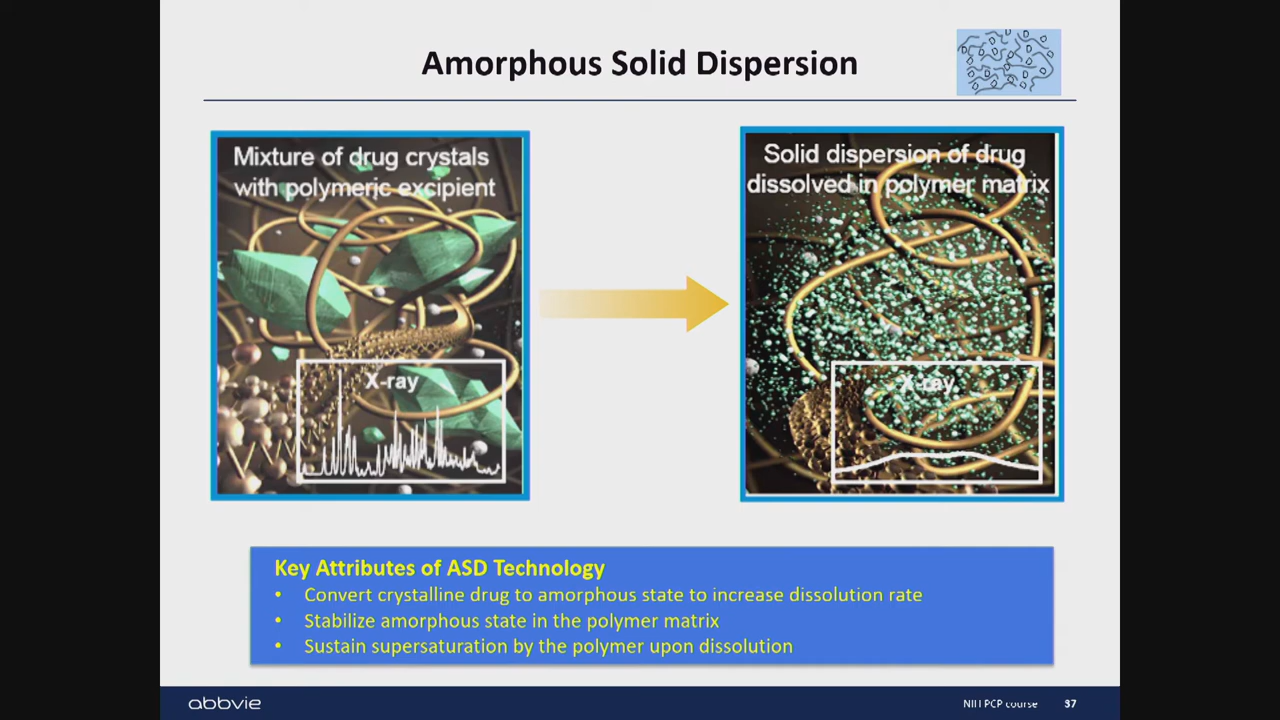 Amorphous Solid Dispersion
Mixture of drug crystals
with polymeric excipient
X-ray
Solid dispersion of drug
dissolved in polymer matrix
X-ray
Key Attributes of ASD Technology
• Convert crystalline drug to amorphous state to increase dissolution rate
• Stabilize amorphous state in the polymer matrix
• Sustain supersaturation by the polymer upon dissolution
abbvie
NIH PCP course 37